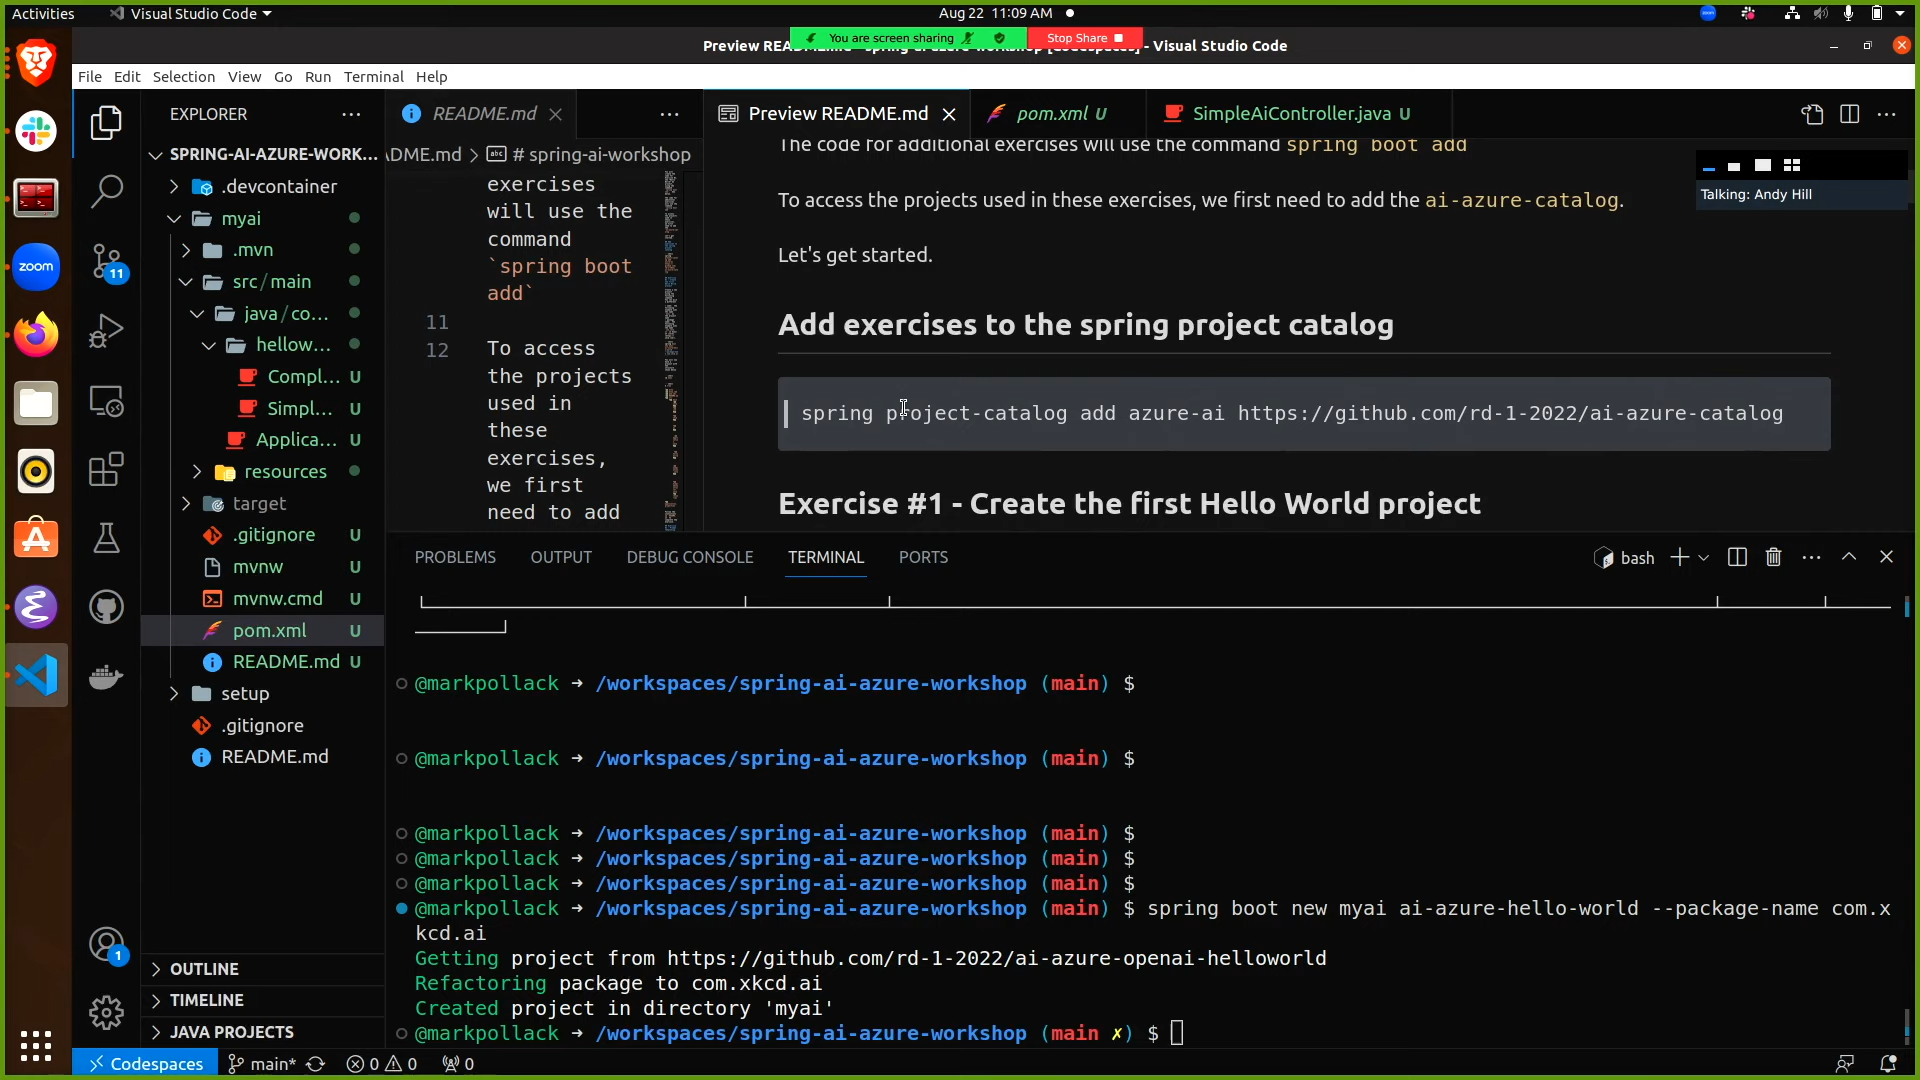 Activities
Visual Studio Code
Aug 22 11:09 AM
You are screen sharing
Stop Share
Visual Studio Code
File Edit Selection View Go Run Terminal Help
EXPLORER
SPRING-AI-AZURE-WORK...
.devcontainer
myai
.mvn
src/main
java/co...
hellow...
Compl... U
Simpl... U
Applica... U
resources
target
.gitignore U
mvnw U
mvnw.cmd U
pom.xml U
README.md U
setup
.gitignore
README.md
OUTLINE
TIMELINE
JAVA PROJECTS
README.md
DME.md > # spring-ai-workshop
exercises
will use the
command
`spring boot
add`
11
12 To access
the projects
used in
these
exercises,
we first
need to add
Preview README.md
pom.xml U
SimpleAiController.java U
The code for additional exercises will use the command spring boot add
To access the projects used in these exercises, we first need to add the ai-azure-catalog.
Let's get started.
Add exercises to the spring project catalog
spring project-catalog add azure-ai https://github.com/rd-1-2022/ai-azure-catalog
Exercise #1 - Create the first Hello World project
Talking: Andy Hill
PROBLEMS OUTPUT DEBUG CONSOLE TERMINAL PORTS
bash
@markpollack → /workspaces/spring-ai-azure-workshop (main) $
@markpollack → /workspaces/spring-ai-azure-workshop (main) $
@markpollack → /workspaces/spring-ai-azure-workshop (main) $
@markpollack → /workspaces/spring-ai-azure-workshop (main) $
@markpollack → /workspaces/spring-ai-azure-workshop (main) $
@markpollack → /workspaces/spring-ai-azure-workshop (main) $ spring boot new myai ai-azure-hello-world --package-name com.x
kcd.ai
Getting project from https://github.com/rd-1-2022/ai-azure-openai-helloworld
Refactoring package to com.xkcd.ai
Created project in directory 'myai'
@markpollack → /workspaces/spring-ai-azure-workshop (main ✗) $
zoom
11
1
Codespaces
main*
0 0
0